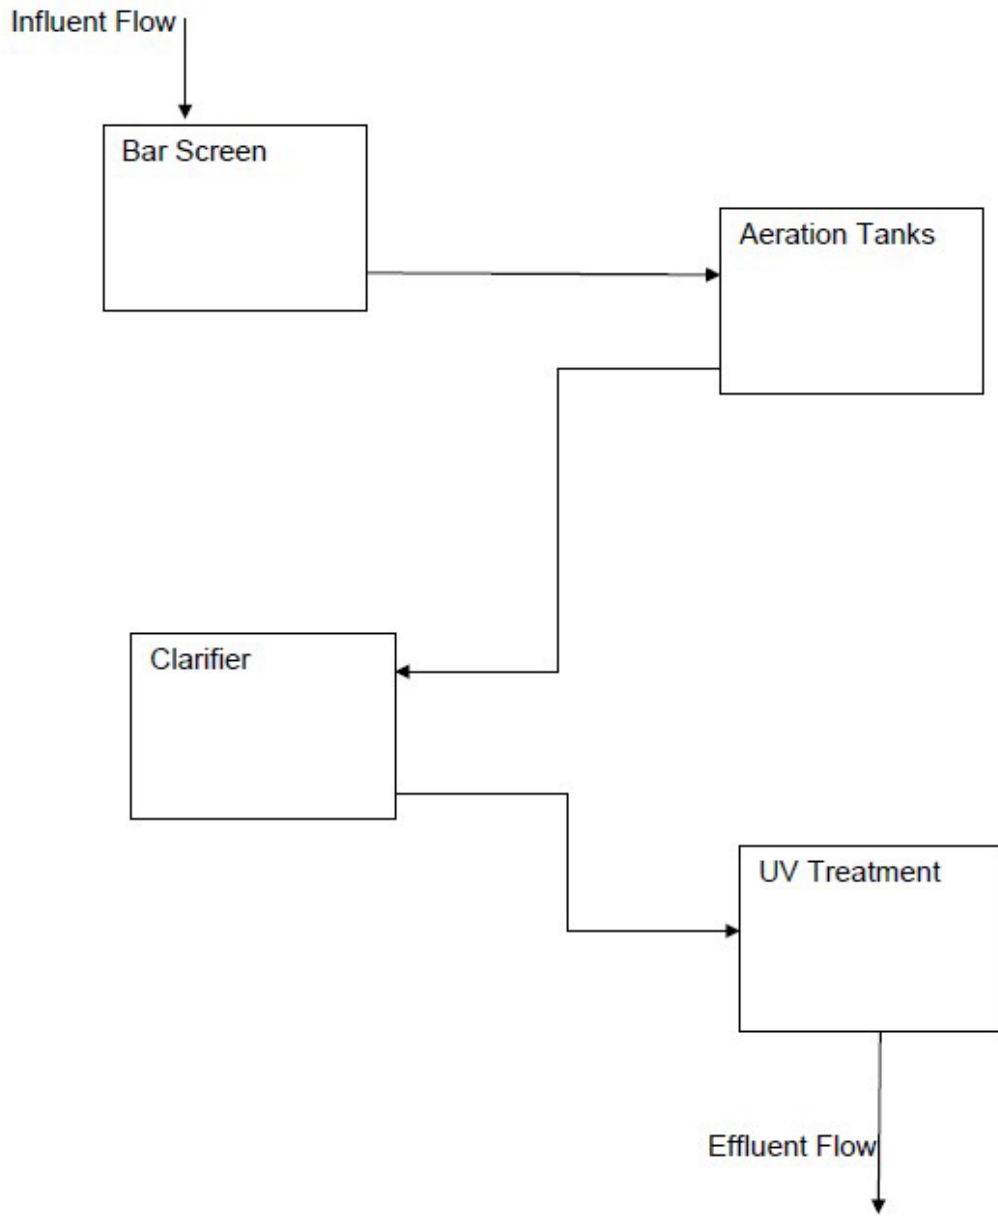 Influent Flow
Bar Screen
Aeration Tanks
Clarifier
UV Treatment
Effluent Flow